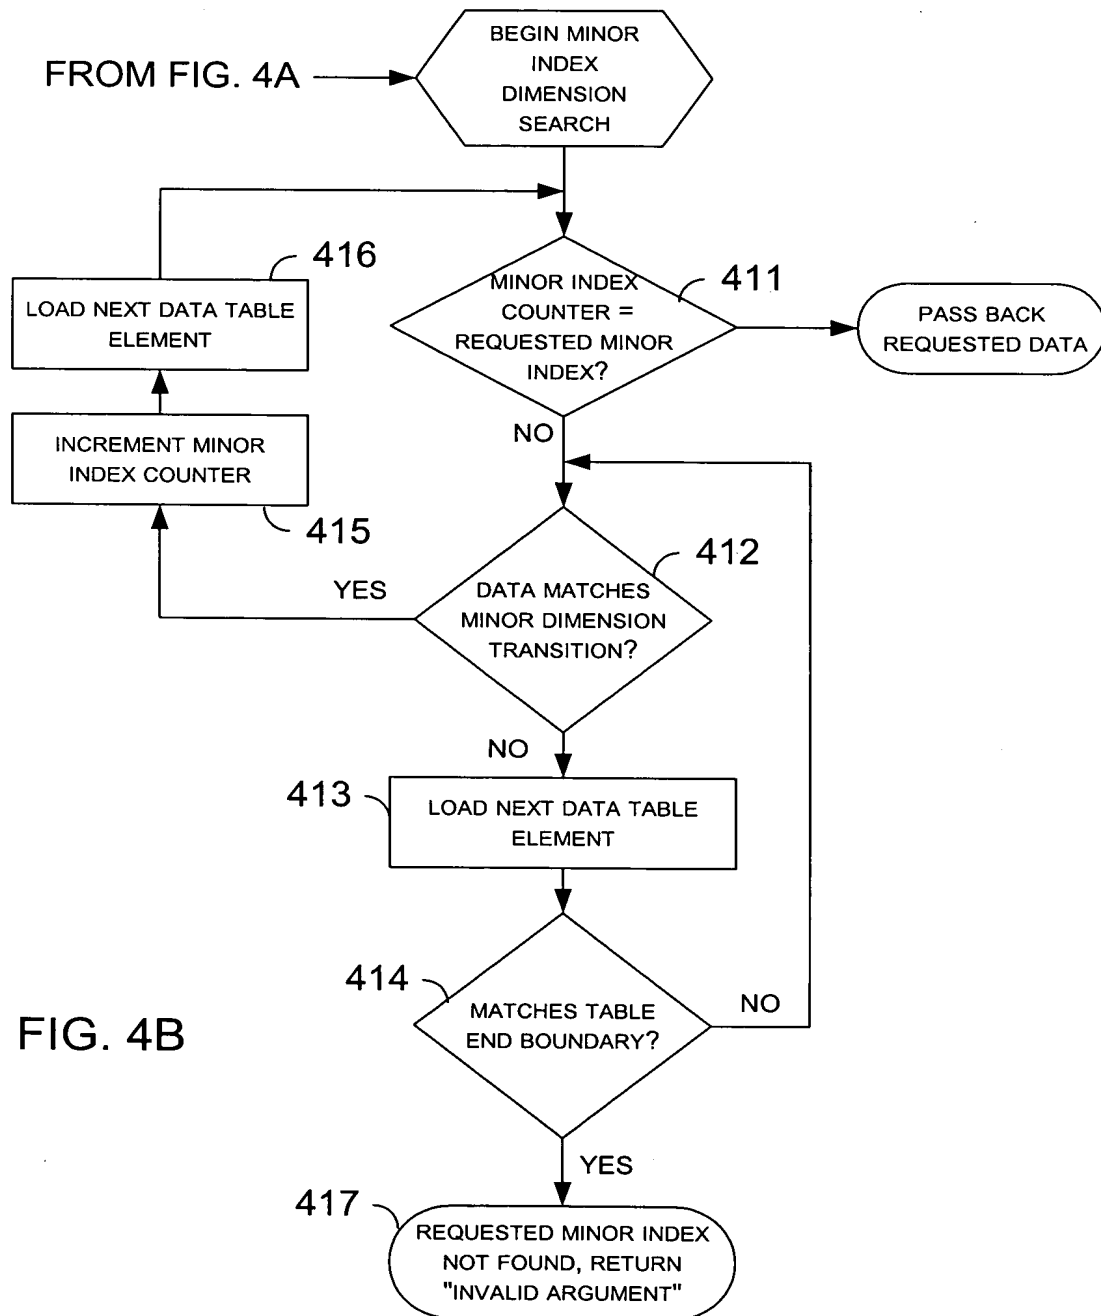 BEGIN MINOR
INDEX
DIMENSION
SEARCH
FROM FIG. 4A
416
LOAD NEXT DATA TABLE
ELEMENT
MINOR INDEX
COUNTER =
REQUESTED MINOR
INDEX?
411
PASS BACK
REQUESTED DATA
NO
INCREMENT MINOR
INDEX COUNTER
415
412
YES
DATA MATCHES
MINOR DIMENSION
TRANSITION?
NO
413
LOAD NEXT DATA TABLE
ELEMENT
414
MATCHES TABLE
END BOUNDARY?
NO
FIG. 4B
YES
417
REQUESTED MINOR INDEX
NOT FOUND, RETURN
"INVALID ARGUMENT"